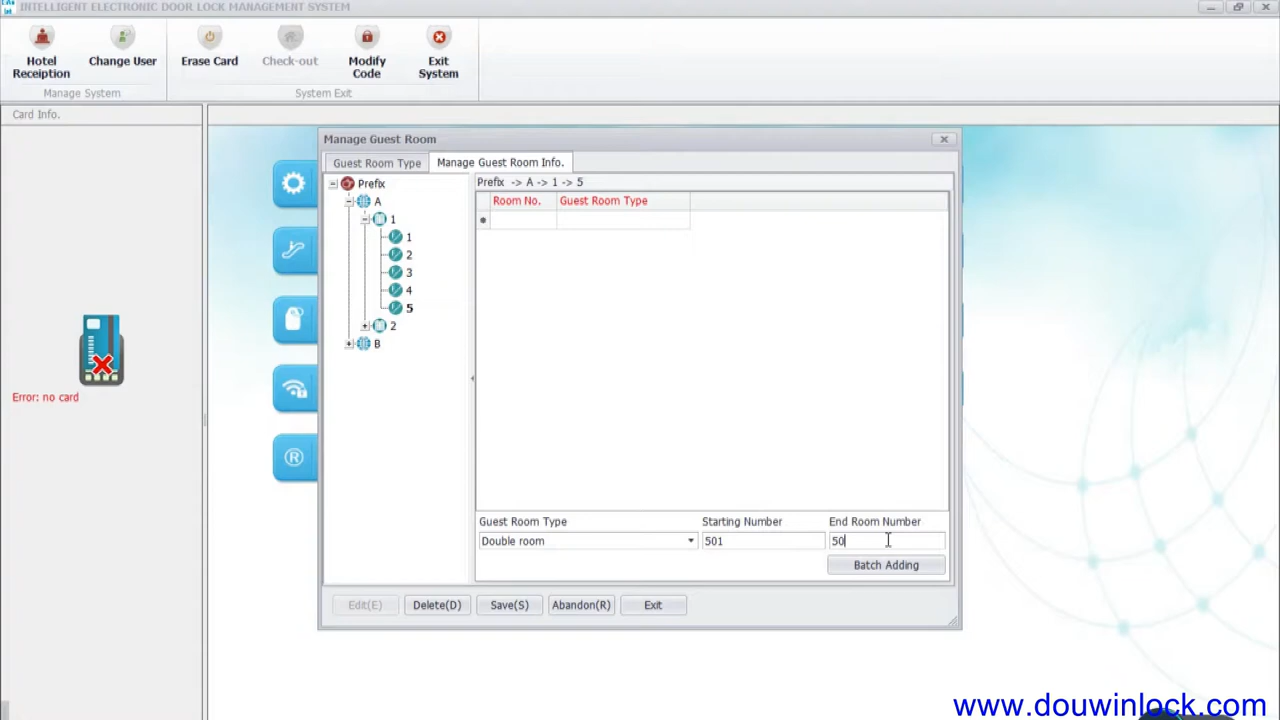 INTELLIGENT ELECTRONIC DOOR LOCK MANAGEMENT SYSTEM
Hotel
Receiption
Change User
Erase Card
Check-out
Modify
Code
Exit
System
Manage System
System Exit
Card Info.
Error: no card
Manage Guest Room
Guest Room Type
Manage Guest Room Info.
Prefix
A
1
1
2
3
4
5
2
B
Prefix -> A -> 1 -> 5
Room No.
Guest Room Type
Guest Room Type
Starting Number
End Room Number
Double room
501
50
Batch Adding
Edit(E)
Delete(D)
Save(S)
Abandon(R)
Exit
www.douwinlock.com